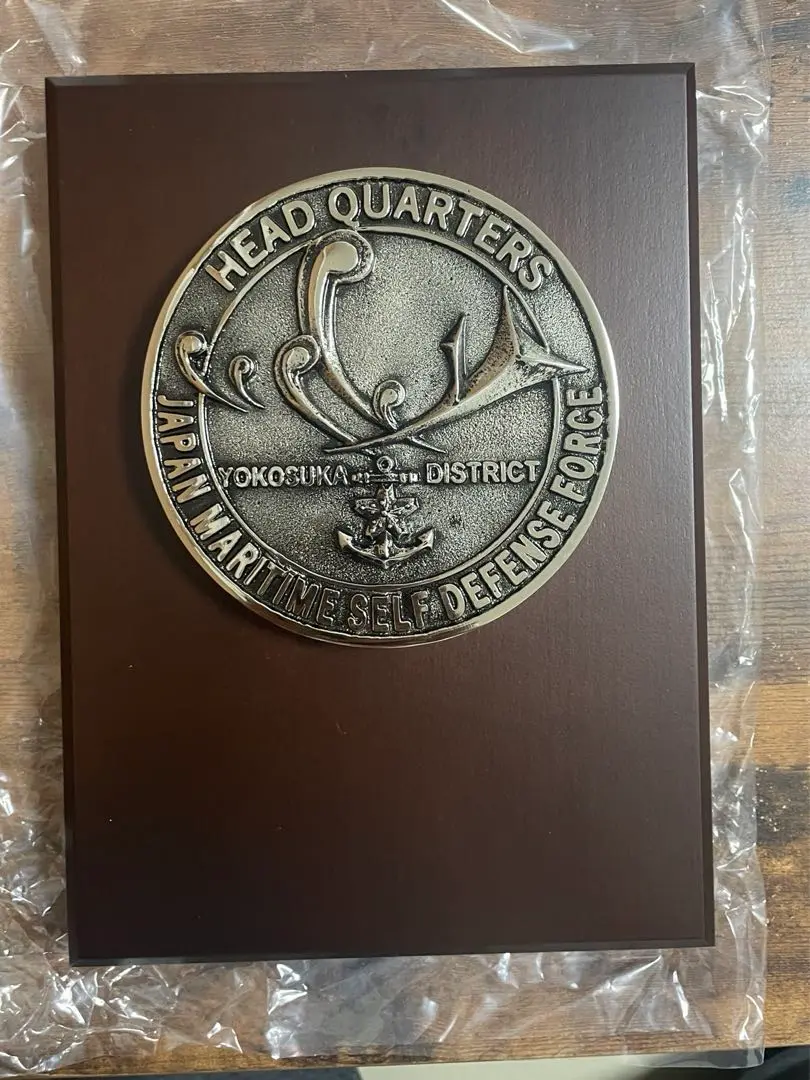 HEAD QUARTERS
YOKOSUKA DISTRICT
JAPAN MARITIME SELF DEFENSE FORCE